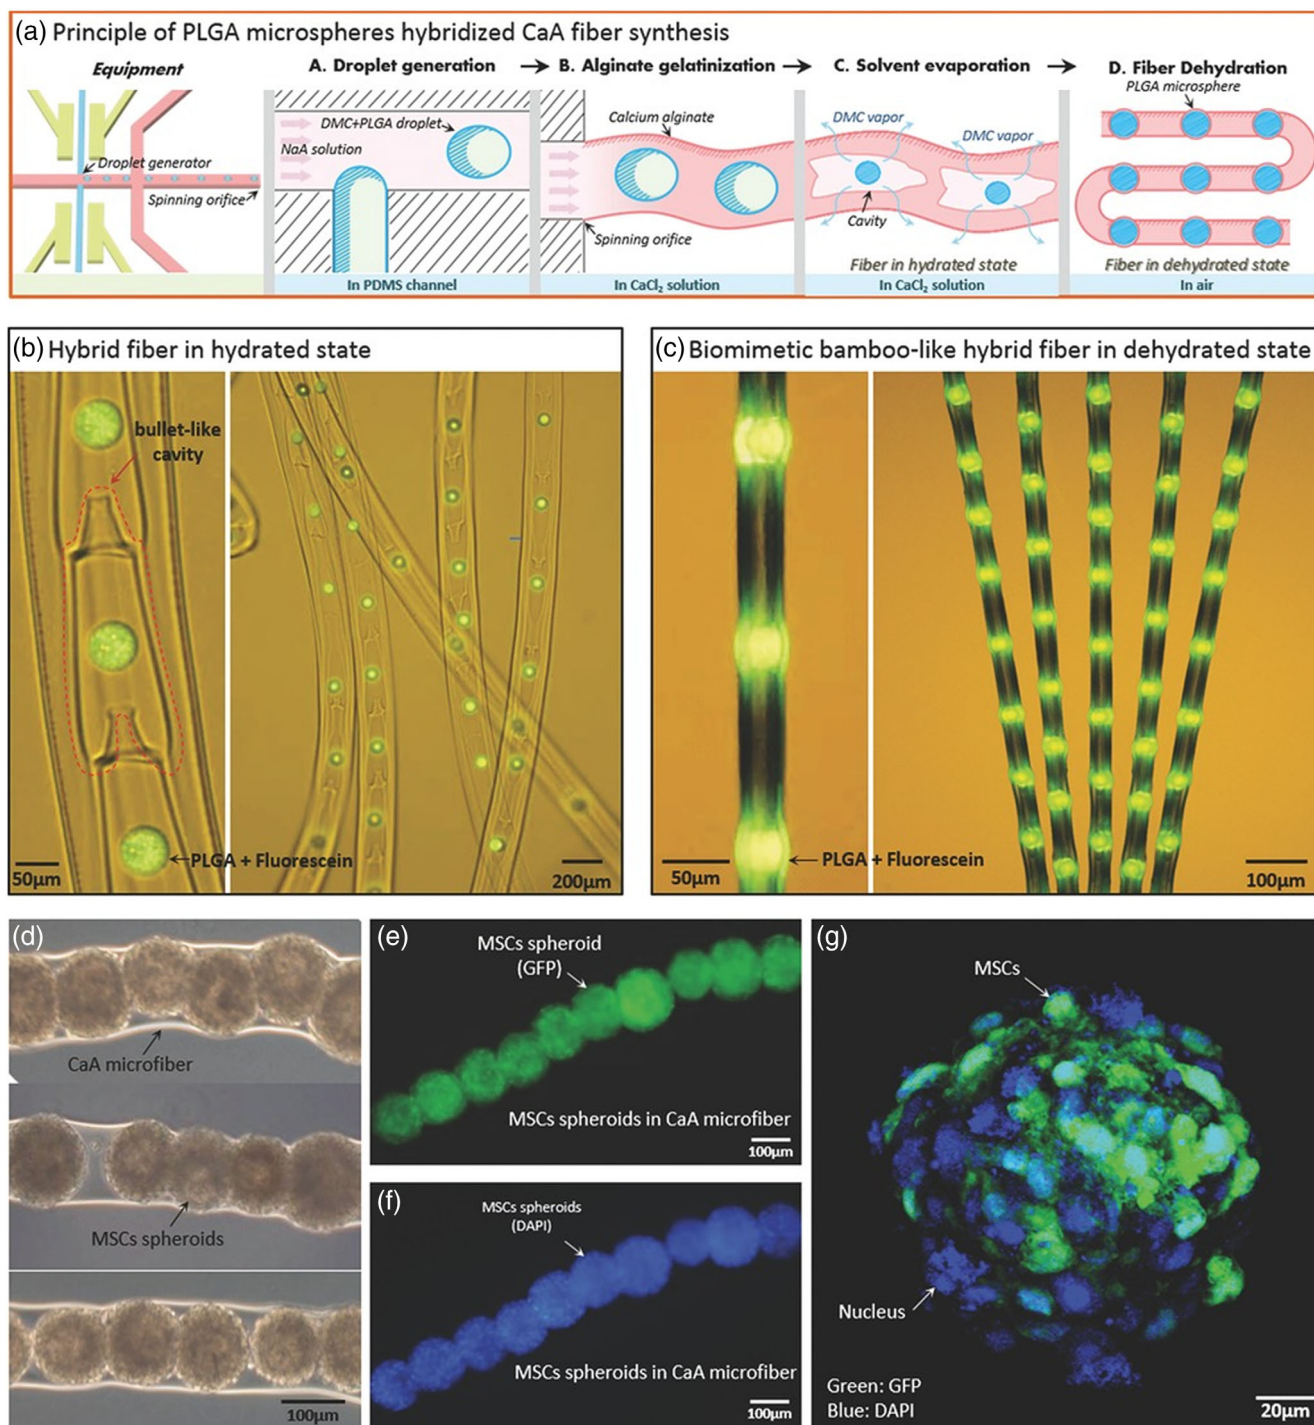 (a) Principle of PLGA microspheres hybridized CaA fiber synthesis
Equipment
Droplet generator
Spinning orifice
A. Droplet generation
DMC+PLGA droplet
NaA solution
In PDMS channel
B. Alginate gelatinization
Calcium alginate
Spinning orifice
In CaCl₂ solution
C. Solvent evaporation
DMC vapor
DMC vapor
Cavity
Fiber in hydrated state
In CaCl₂ solution
D. Fiber Dehydration
PLGA microsphere
Fiber in dehydrated state
In air
(b) Hybrid fiber in hydrated state
bullet-like
cavity
PLGA + Fluorescein
50μm
200μm
(c) Biomimetic bamboo-like hybrid fiber in dehydrated state
PLGA + Fluorescein
50μm
100μm
(d)
CaA microfiber
MSCs spheroids
100μm
(e)
MSCs spheroid
(GFP)
MSCs spheroids in CaA microfiber
100μm
(f)
MSCs spheroids
(DAPI)
MSCs spheroids in CaA microfiber
100μm
(g)
MSCs
Nucleus
Green: GFP
Blue: DAPI
20μm